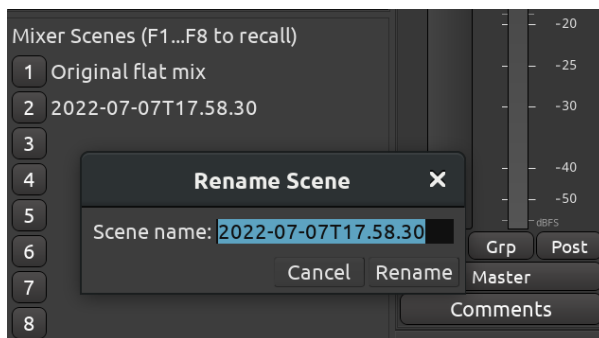 Mixer Scenes (F1...F8 to recall)
1 Original flat mix
2 2022-07-07T17.58.30
3
4
5
6
7
8
Rename Scene ×
Scene name: 2022-07-07T17.58.30
Cancel Rename
-20
-25
-30
-40
-50
dBFS
Grp Post
Master
Comments